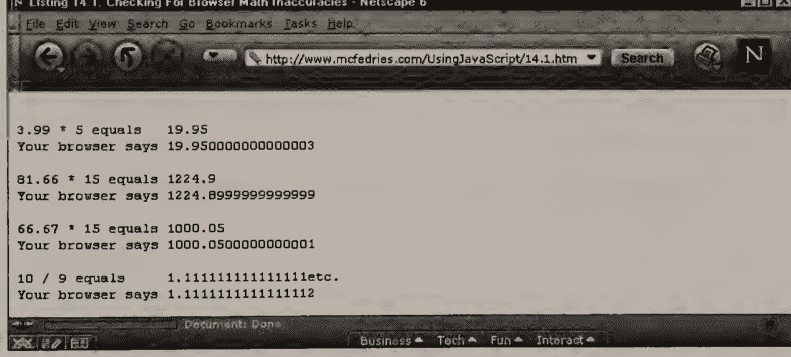 Listing 14.1. Checking For Browser Math Inaccuracies - Netscape 6
File Edit View Search Go Bookmarks Tasks Help
http://www.mcfedries.com/UsingJavaScript/14.1.htm Search N
3.99 * 5 equals 19.95
Your browser says 19.950000000000003
81.66 * 15 equals 1224.9
Your browser says 1224.8999999999999
66.67 * 15 equals 1000.05
Your browser says 1000.0500000000001
10 / 9 equals 1.111111111111111etc.
Your browser says 1.1111111111111112
Document: Done
Business Tech Fun Interact